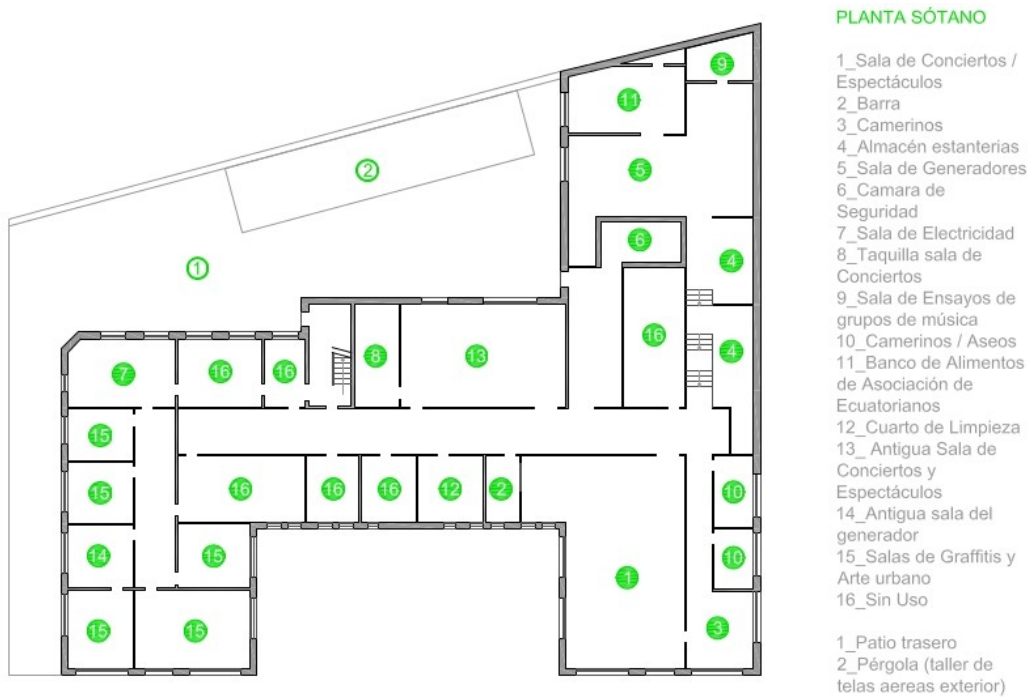 PLANTA SÓTANO
1_Sala de Conciertos /
Espectáculos
2_Barra
3_Camerinos
4_Almacén estanterias
5_Sala de Generadores
6_Camara de
Seguridad
7_Sala de Electricidad
8_Taquilla sala de
Conciertos
9_Sala de Ensayos de
grupos de música
10_Camerinos / Aseos
11_Banco de Alimentos
de Asociación de
Ecuatorianos
12_Cuarto de Limpieza
13_ Antigua Sala de
Conciertos y
Espectáculos
14_Antigua sala del
generador
15_Salas de Graffitis y
Arte urbano
16_Sin Uso
1_Patio trasero
2_Pérgola (taller de
telas aereas exterior)
9
11
2
5
6
4
1
16
4
8
13
7
16
16
15
15
16
16
16
12
2
10
14
15
10
1
15
15
3